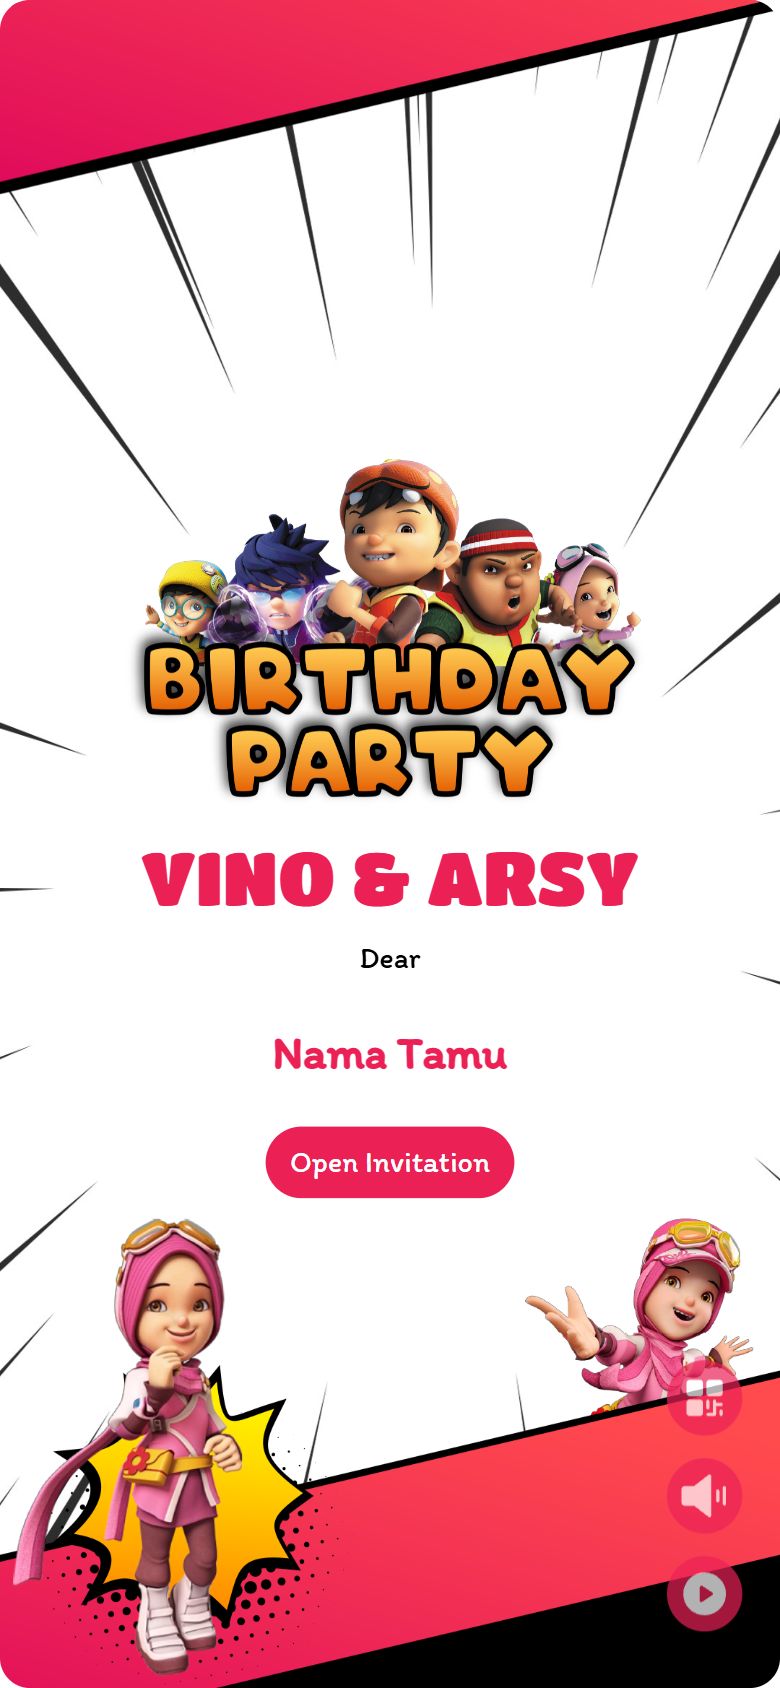 BIRTHDAY
PARTY
VINO & ARSY
Dear
Nama Tamu
Open Invitation